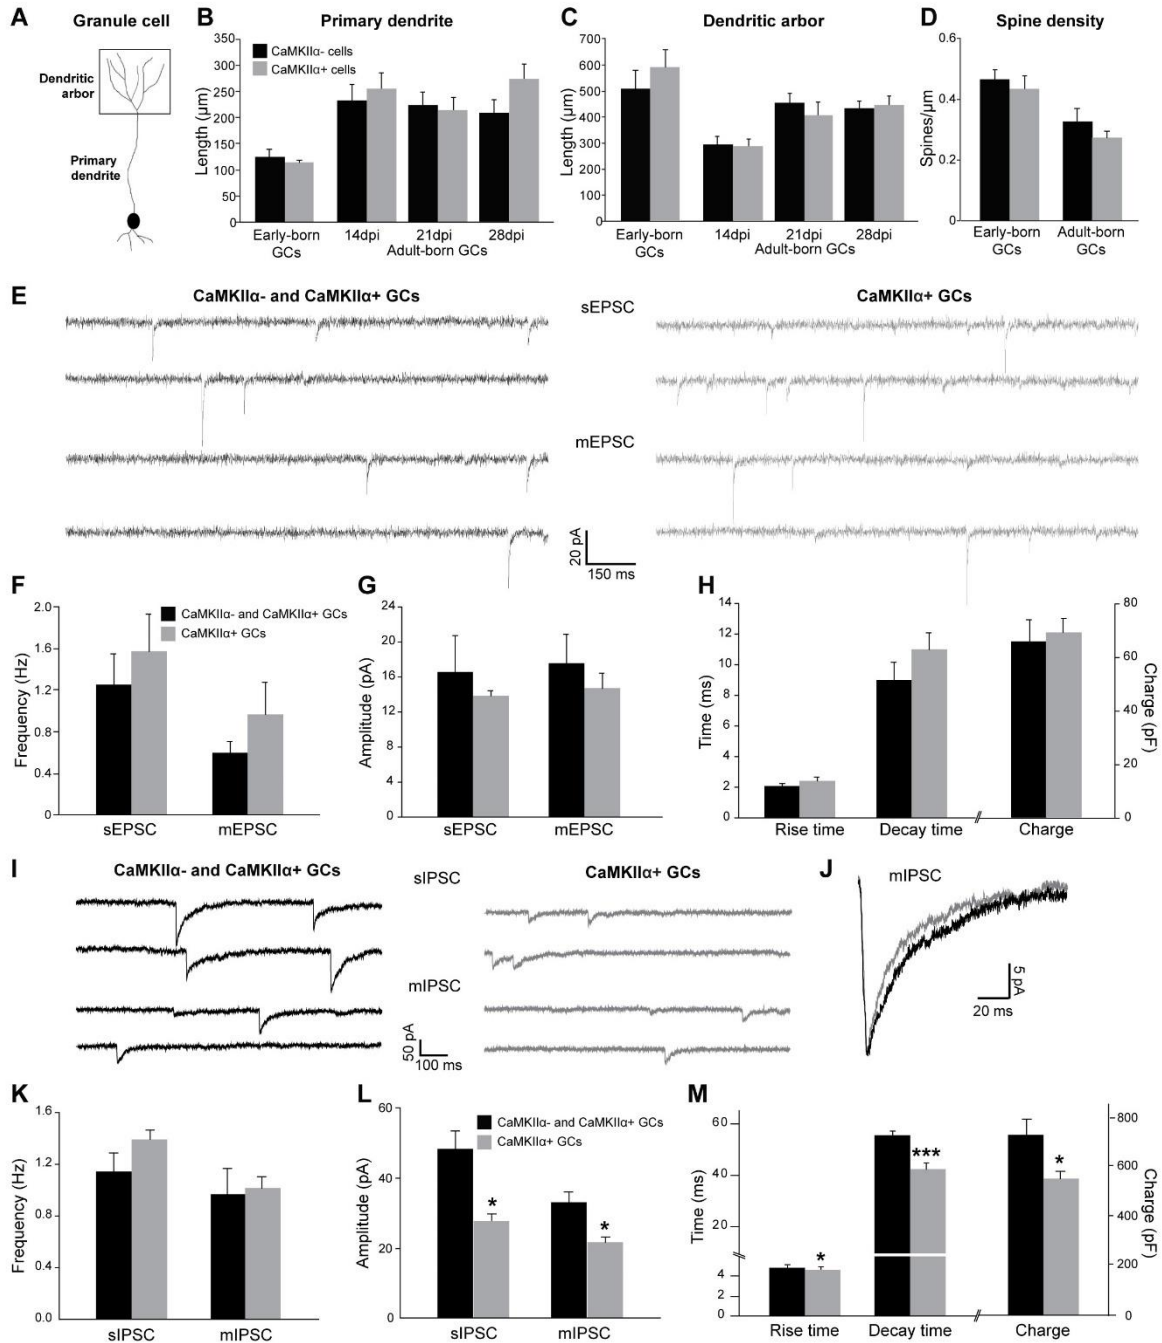 A
Granule cell
Dendritic
arbor
Primary
dendrite
B
Primary dendrite
Length (µm)
350
300
250
200
150
100
50
0
CaMKIIα- cells
CaMKIIα+ cells
Early-born
GCs
14dpi
21dpi
28dpi
Adult-born GCs
C
Dendritic arbor
Length (µm)
700
600
500
400
300
200
100
0
Early-born
GCs
14dpi
21dpi
28dpi
Adult-born GCs
D
Spine density
Spines/µm
0.6
0.4
0.2
0
Early-born
GCs
Adult-born
GCs
E
CaMKIIα- and CaMKIIα+ GCs
sEPSC
CaMKIIα+ GCs
mEPSC
20 pA
150 ms
F
Frequency (Hz)
2.0
1.6
1.2
0.8
0.4
0
CaMKIIα- and CaMKIIα+ GCs
CaMKIIα+ GCs
sEPSC
mEPSC
G
Amplitude (pA)
24
20
16
12
8
4
0
sEPSC
mEPSC
H
Time (ms)
14
12
10
8
6
4
2
0
Rise time
Decay time
Charge
80
60
40
20
0
Charge (pF)
I
CaMKIIα- and CaMKIIα+ GCs
sIPSC
CaMKIIα+ GCs
mIPSC
50 pA
100 ms
J
mIPSC
5 pA
20 ms
K
Frequency (Hz)
1.6
1.2
0.8
0.4
0.0
sIPSC
mIPSC
L
Amplitude (pA)
60
40
20
0
CaMKIIα- and CaMKIIα+ GCs
CaMKIIα+ GCs
*
*
sIPSC
mIPSC
M
Time (ms)
60
40
20
4
2
0
*
***
*
Rise time
Decay time
Charge
800
600
400
200
0
Charge (pF)